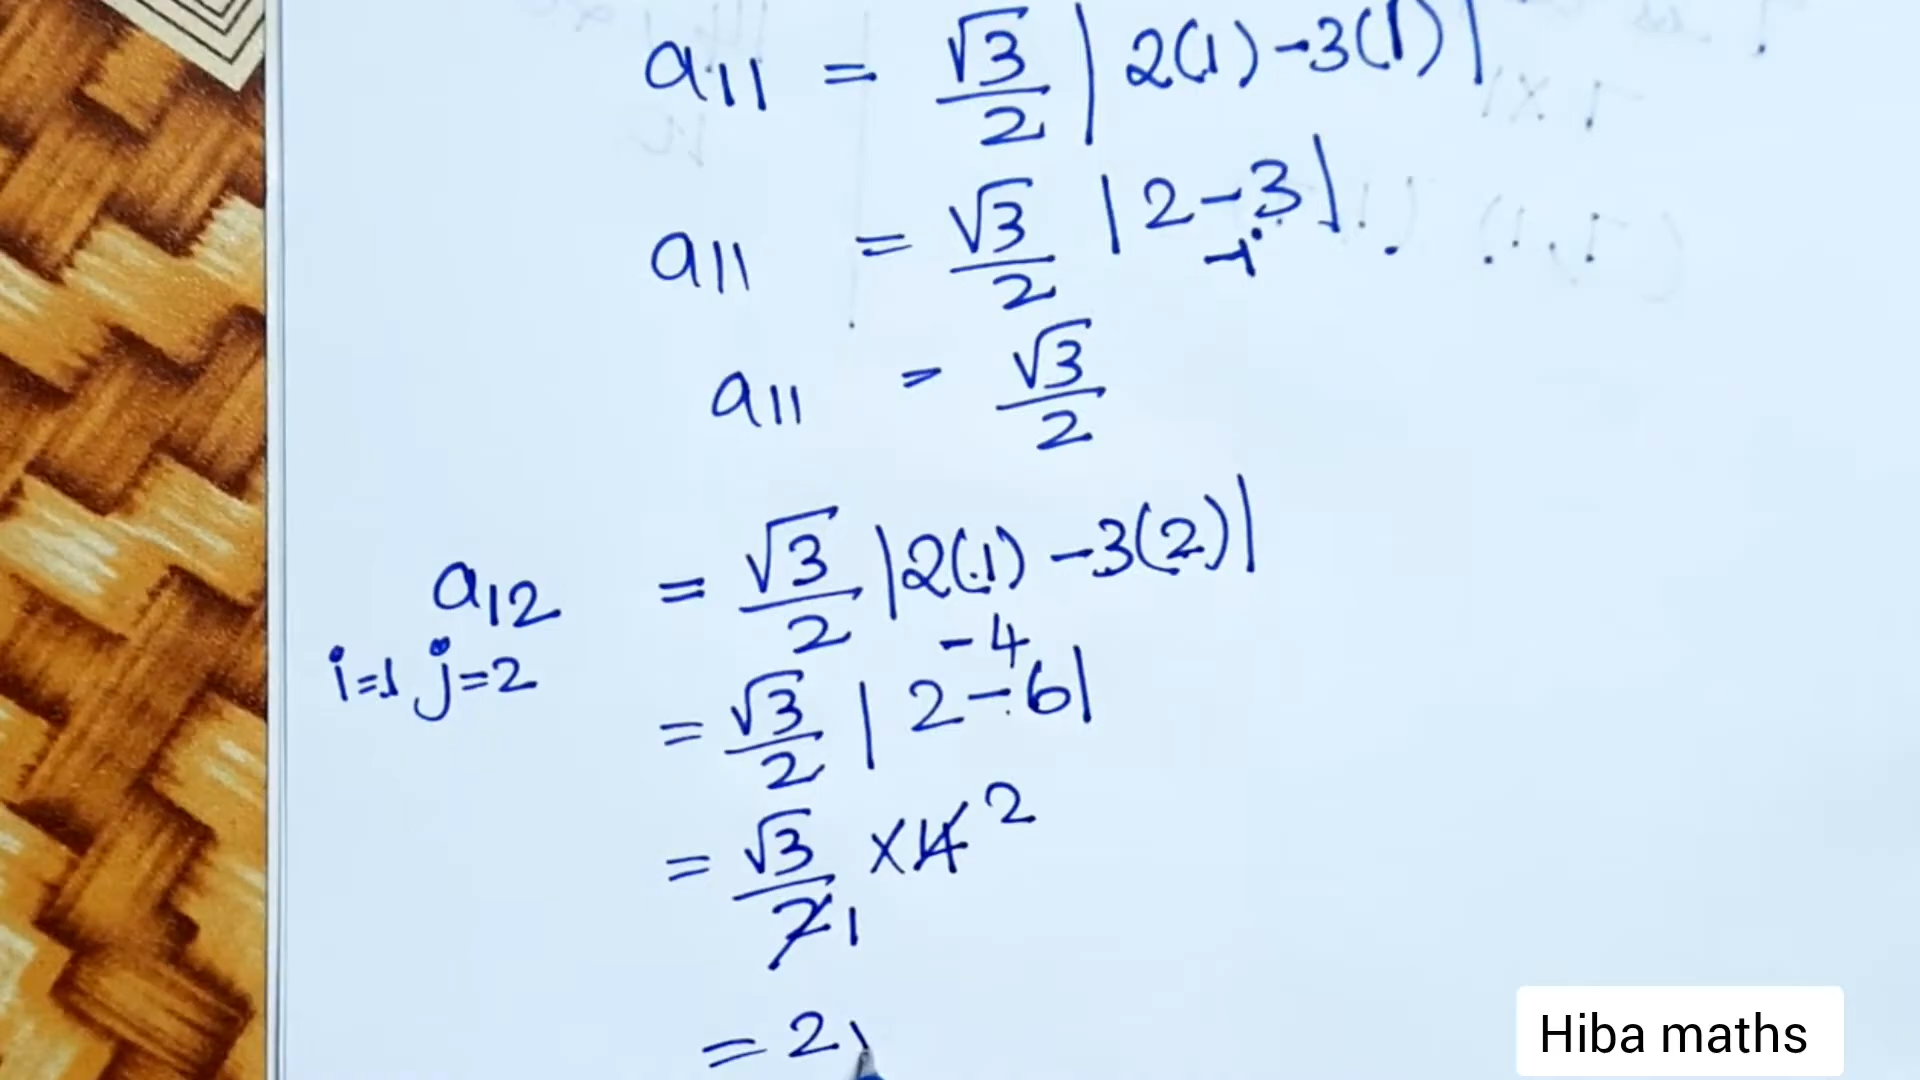 a11 = √3/2 | 2(1) - 3(1) |
a11 = √3/2 | 2 - 3 |
-1
a11 = √3/2
a12 = √3/2 | 2(1) - 3(2) |
i=1 j=2
-4
= √3/2 | 2 - 6 |
= √3/2 1 × 4 2
= 2
Hiba maths